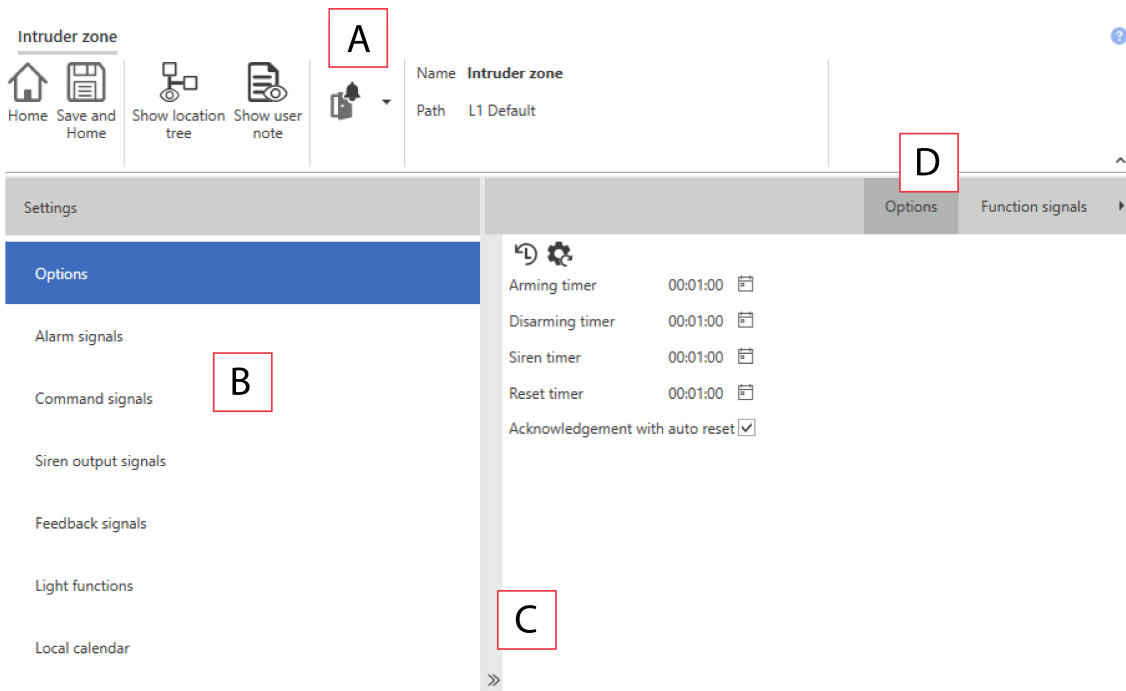 A
Intruder zone
?
Name Intruder zone
Home Save and Home
Show location tree
Show user note
Path L1 Default
D
Settings
Options Function signals
Options
Arming timer 00:01:00
Alarm signals
Disarming timer 00:01:00
B
Siren timer 00:01:00
Command signals
Reset timer 00:01:00
Acknowledgement with auto reset
Siren output signals
Feedback signals
Light functions
C
Local calendar